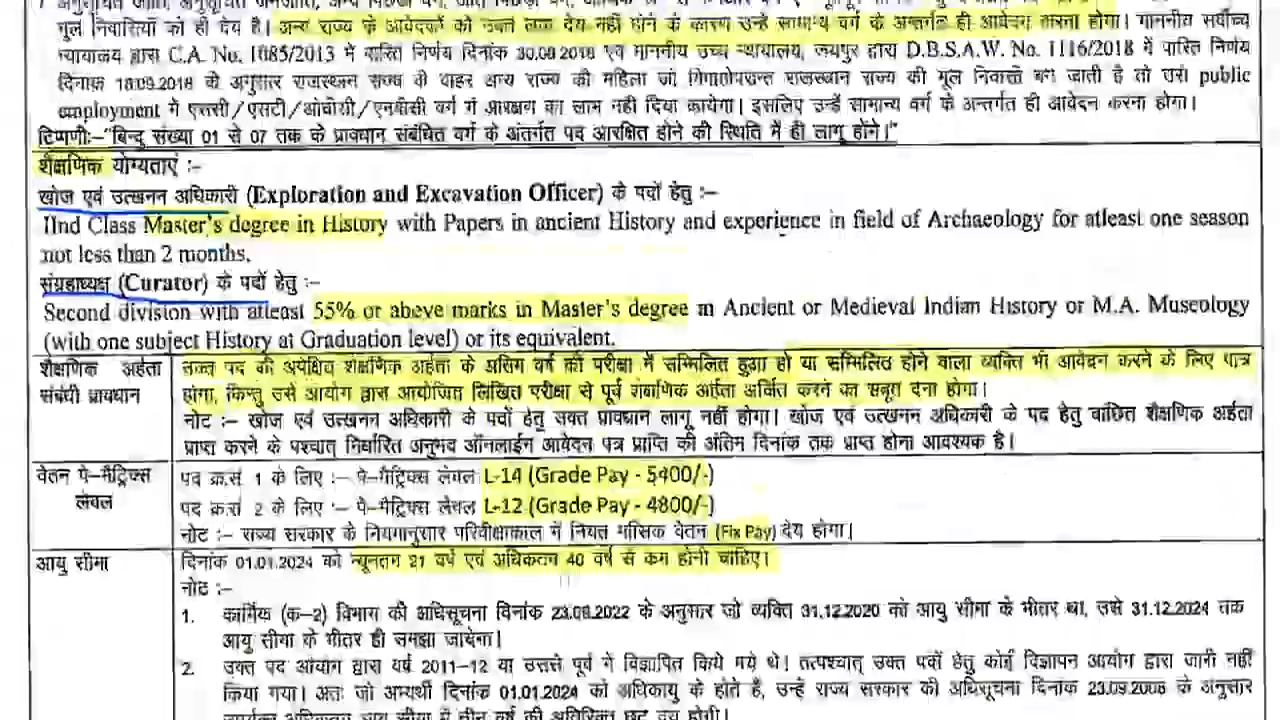 अनुसूचित जाति, अनुसूचित जनजाति, अन्य पिछड़ा वर्ग,
मूल निवासियों को ही देय है। अन्य राज्य के आवेदकों को उक्त लाभ देय नहीं होने के कारण उन्हें सामान्य वर्ग के अन्तर्गत ही आवेदन करना होगा। माननीय सर्वोच्च
न्यायालय द्वारा C.A. No. 1085/2013 में पारित निर्णय दिनांक 30.08.2018 एवं माननीय उच्च न्यायालय, जयपुर द्वारा D.B.S.A.W. No. 1116/2018 में पारित निर्णय
दिनांक 18.09.2018 के अनुसार राजस्थान राज्य के बाहर अन्य राज्य की महिला जो विवाहोपरान्त राजस्थान राज्य की मूल निवासी बन जाती है तो उसे public
employment में एससी/एसटी/ओबीसी/एमबीसी वर्ग में आरक्षण का लाभ नहीं दिया जायेगा। इसलिए उन्हें सामान्य वर्ग के अन्तर्गत ही आवेदन करना होगा।
टिप्पणी:–"बिन्दु संख्या 01 से 07 तक के प्रावधान संबंधित वर्ग के अंतर्गत पद आरक्षित होने की स्थिति में ही लागू होंगे।"
शैक्षणिक योग्यताएं :–
खोज एवं उत्खनन अधिकारी (Exploration and Excavation Officer) के पदों हेतु :–
IInd Class Master's degree in History with Papers in ancient History and experience in field of Archaeology for atleast one season
not less than 2 months.
संग्रहाध्यक्ष (Curator) के पदों हेतु :–
Second division with atleast 55% or above marks in Master's degree in Ancient or Medieval Indian History or M.A. Museology
(with one subject History at Graduation level) or its equivalent.
शैक्षणिक अर्हता उक्त पद की अपेक्षित शैक्षणिक अर्हता के अंतिम वर्ष की परीक्षा में सम्मिलित हुआ हो या सम्मिलित होने वाला व्यक्ति भी आवेदन करने के लिए पात्र
संबंधी प्रावधान होगा, किन्तु उसे आयोग द्वारा आयोजित लिखित परीक्षा से पूर्व शैक्षणिक अर्हता अर्जित करने का सबूत देना होगा।
नोट :– खोज एवं उत्खनन अधिकारी के पदों हेतु उक्त प्रावधान लागू नहीं होगा। खोज एवं उत्खनन अधिकारी के पद हेतु वांछित शैक्षणिक अर्हता
प्राप्त करने के पश्चात् निर्धारित अनुभव ऑनलाईन आवेदन पत्र प्राप्ति की अंतिम दिनांक तक प्राप्त होना आवश्यक है।
वेतन पे–मैट्रिक्स पद क्र.सं. 1 के लिए :– पे–मैट्रिक्स लेवल L-14 (Grade Pay - 5400/-)
लेवल पद क्र.सं. 2 के लिए :– पे–मैट्रिक्स लेवल L-12 (Grade Pay - 4800/-)
नोट :– राज्य सरकार के नियमानुसार परिवीक्षाकाल में नियत मासिक वेतन (Fix Pay) देय होगा।
आयु सीमा दिनांक 01.01.2024 को न्यूनतम 21 वर्ष एवं अधिकतम 40 वर्ष से कम होनी चाहिए।
नोट :–
1. कार्मिक (क–2) विभाग की अधिसूचना दिनांक 23.09.2022 के अनुसार जो व्यक्ति 31.12.2020 को आयु सीमा के भीतर था, उसे 31.12.2024 तक
आयु सीमा के भीतर ही समझा जायेगा।
2. उक्त पद आयोग द्वारा वर्ष 2011–12 या उससे पूर्व में विज्ञापित किये गये थे। तत्पश्चात् उक्त पदों हेतु कोई विज्ञापन आयोग द्वारा जारी नहीं
किया गया। अतः जो अभ्यर्थी दिनांक 01.01.2024 को अधिकायु के होते है, उन्हें राज्य सरकार की अधिसूचना दिनांक 23.09.2008 के अनुसार
उपर्युक्त अधिकतम आयु सीमा में तीन वर्ष की अतिरिक्त छूट देय होगी।